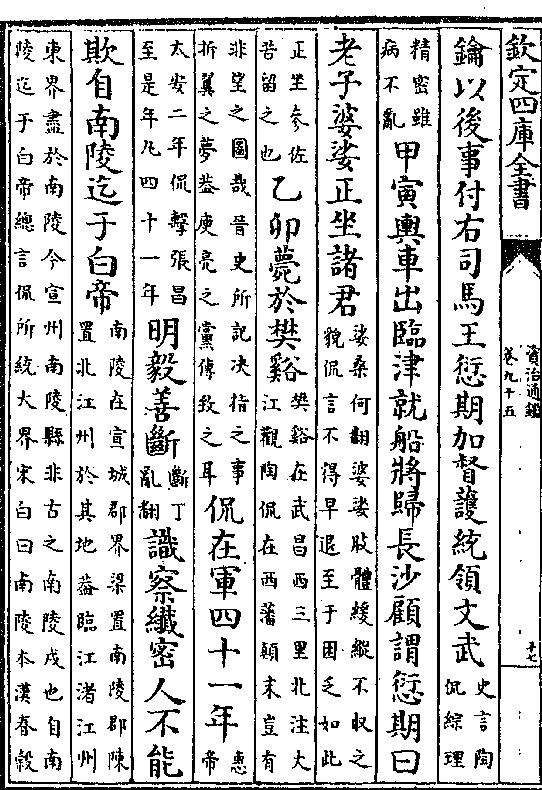 欽定四庫全書
資治通鑑
卷九十五
十七
鑰以後事付右司馬王愆期加督護統領文武
史言陶
侃綜理
精密雖
病不亂
甲寅輿車出臨津就船將歸長沙顧謂愆期曰
老子婆娑正坐諸君
娑桑何翻婆娑肢體緩縱不收之
貌侃言不得早退至于困乏如此
正坐參佐
苦留之也
乙卯薨於樊谿
樊谿在武昌西三里北注大
江觀陶侃在西藩顛末豈有
非望之圖哉晉史所記决指之事
折翼之夢葢庾亮之黨傳致之耳
侃在軍四十一年
惠
帝
太安二年侃擊張昌
至是年凡四十一年
明毅善斷
斷丁
亂翻
識察纖密人不能
欺自南陵迄于白帝
南陵在宣城郡界梁置南陵郡陳
置北江州於其地葢臨江渚江州
東界盡於南陵今宣州南陵縣非古之南陵戍也自南
陵迄于白帝總言侃所統大界宋白曰南陵本漢春穀